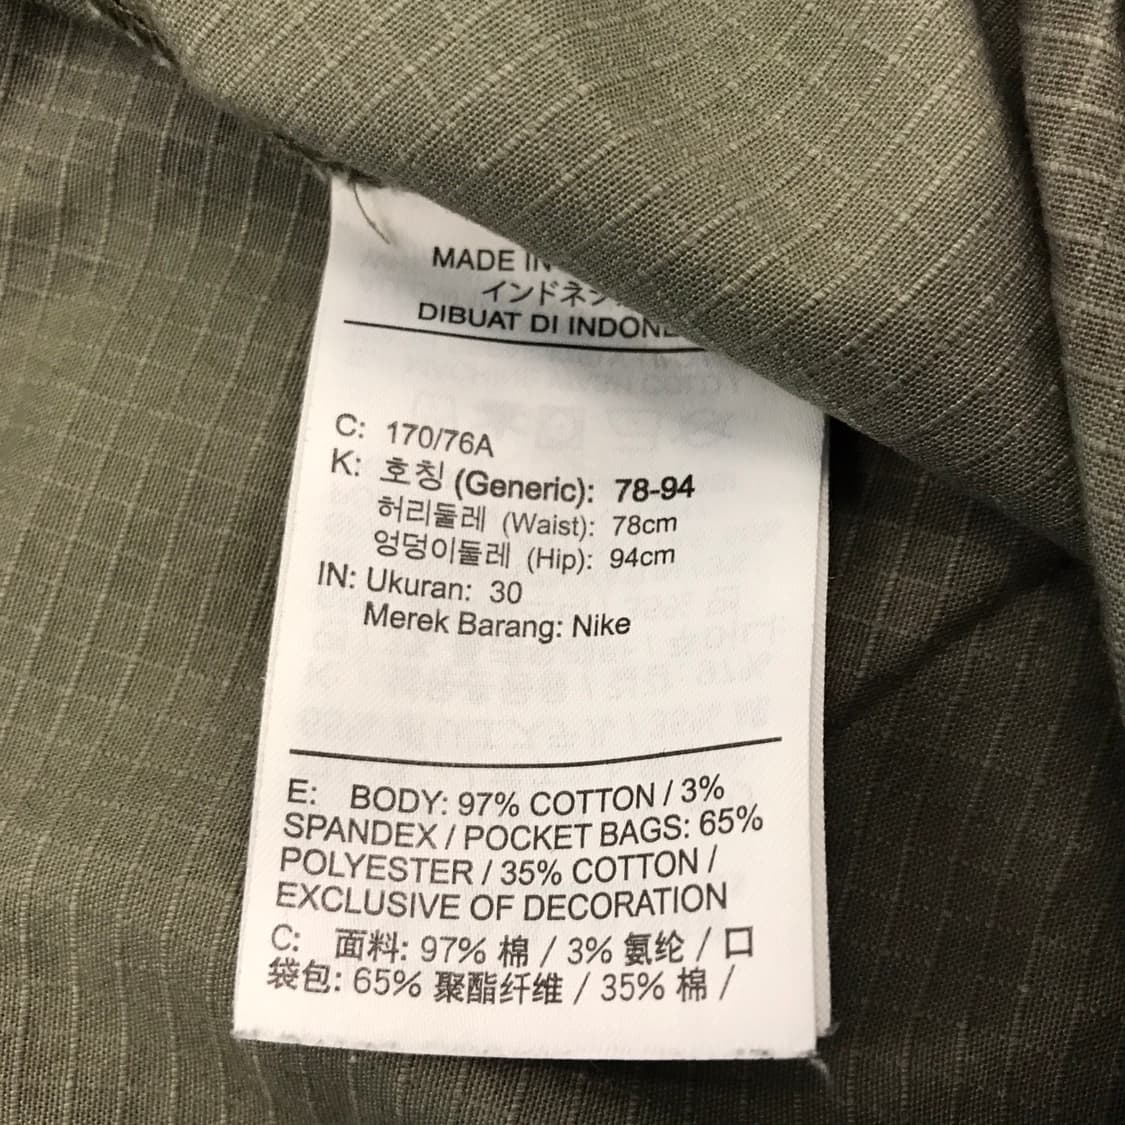 MADE IN
インドネシ
DIBUAT DI INDONE
C: 170/76A
K: 호칭 (Generic): 78-94
허리둘레 (Waist): 78cm
엉덩이둘레 (Hip): 94cm
IN: Ukuran: 30
Merek Barang: Nike
E: BODY: 97% COTTON / 3%
SPANDEX / POCKET BAGS: 65%
POLYESTER / 35% COTTON /
EXCLUSIVE OF DECORATION
C: 面料: 97% 棉 / 3% 氨纶 / 口
袋包: 65% 聚酯纤维 / 35% 棉 /